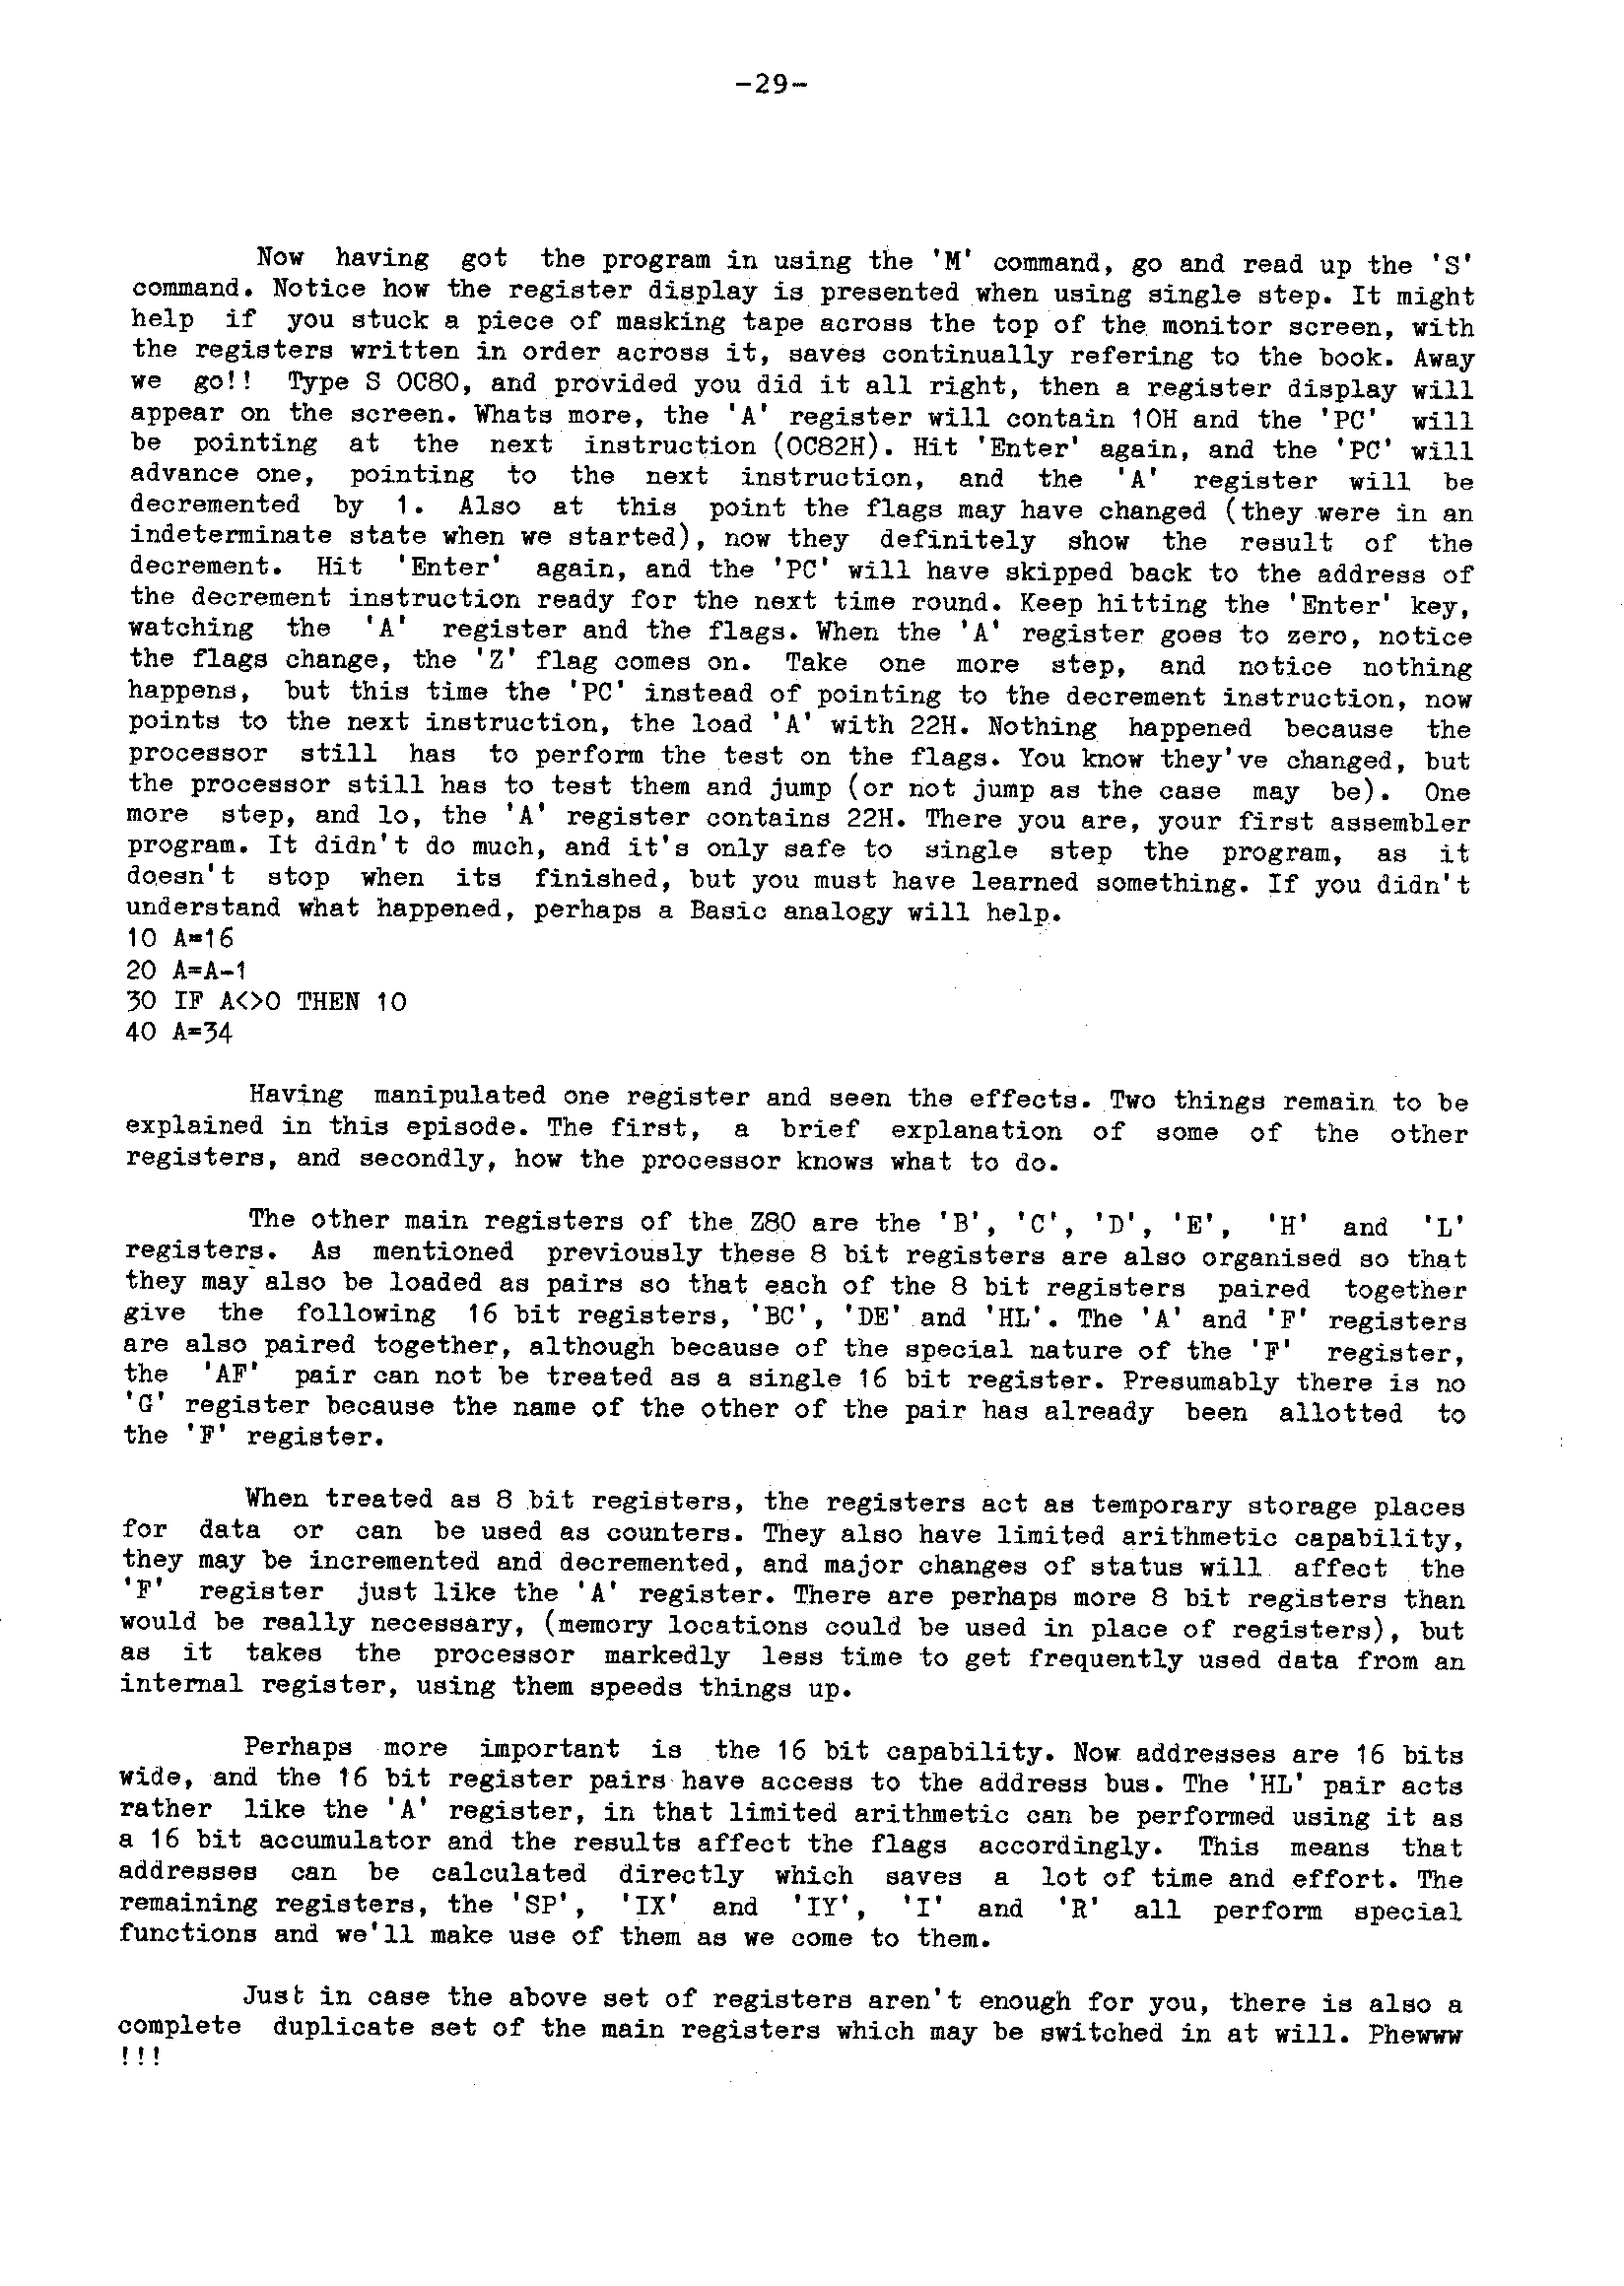 -29-
Now having got the program in using the 'M' command, go and read up the 'S'
command. Notice how the register display is presented when using single step. It might
help if you stuck a piece of masking tape across the top of the monitor screen, with
the registers written in order across it, saves continually refering to the book. Away
we go!! Type S 0C80, and provided you did it all right, then a register display will
appear on the screen. Whats more, the 'A' register will contain 10H and the 'PC' will
be pointing at the next instruction (0C82H). Hit 'Enter' again, and the 'PC' will
advance one, pointing to the next instruction, and the 'A' register will be
decremented by 1. Also at this point the flags may have changed (they were in an
indeterminate state when we started), now they definitely show the result of the
decrement. Hit 'Enter' again, and the 'PC' will have skipped back to the address of
the decrement instruction ready for the next time round. Keep hitting the 'Enter' key,
watching the 'A' register and the flags. When the 'A' register goes to zero, notice
the flags change, the 'Z' flag comes on. Take one more step, and notice nothing
happens, but this time the 'PC' instead of pointing to the decrement instruction, now
points to the next instruction, the load 'A' with 22H. Nothing happened because the
processor still has to perform the test on the flags. You know they've changed, but
the processor still has to test them and jump (or not jump as the case may be). One
more step, and lo, the 'A' register contains 22H. There you are, your first assembler
program. It didn't do much, and it's only safe to single step the program, as it
doesn't stop when its finished, but you must have learned something. If you didn't
understand what happened, perhaps a Basic analogy will help.
10 A=16
20 A=A-1
30 IF A<>0 THEN 10
40 A=34
Having manipulated one register and seen the effects. Two things remain to be
explained in this episode. The first, a brief explanation of some of the other
registers, and secondly, how the processor knows what to do.
The other main registers of the Z80 are the 'B', 'C', 'D', 'E', 'H' and 'L'
registers. As mentioned previously these 8 bit registers are also organised so that
they may also be loaded as pairs so that each of the 8 bit registers paired together
give the following 16 bit registers, 'BC', 'DE' and 'HL'. The 'A' and 'F' registers
are also paired together, although because of the special nature of the 'F' register,
the 'AF' pair can not be treated as a single 16 bit register. Presumably there is no
'G' register because the name of the other of the pair has already been allotted to
the 'F' register.
When treated as 8 bit registers, the registers act as temporary storage places
for data or can be used as counters. They also have limited arithmetic capability,
they may be incremented and decremented, and major changes of status will affect the
'F' register just like the 'A' register. There are perhaps more 8 bit registers than
would be really necessary, (memory locations could be used in place of registers), but
as it takes the processor markedly less time to get frequently used data from an
internal register, using them speeds things up.
Perhaps more important is the 16 bit capability. Now addresses are 16 bits
wide, and the 16 bit register pairs have access to the address bus. The 'HL' pair acts
rather like the 'A' register, in that limited arithmetic can be performed using it as
a 16 bit accumulator and the results affect the flags accordingly. This means that
addresses can be calculated directly which saves a lot of time and effort. The
remaining registers, the 'SP', 'IX' and 'IY', 'I' and 'R' all perform special
functions and we'll make use of them as we come to them.
Just in case the above set of registers aren't enough for you, there is also a
complete duplicate set of the main registers which may be switched in at will. Phewww
!!!